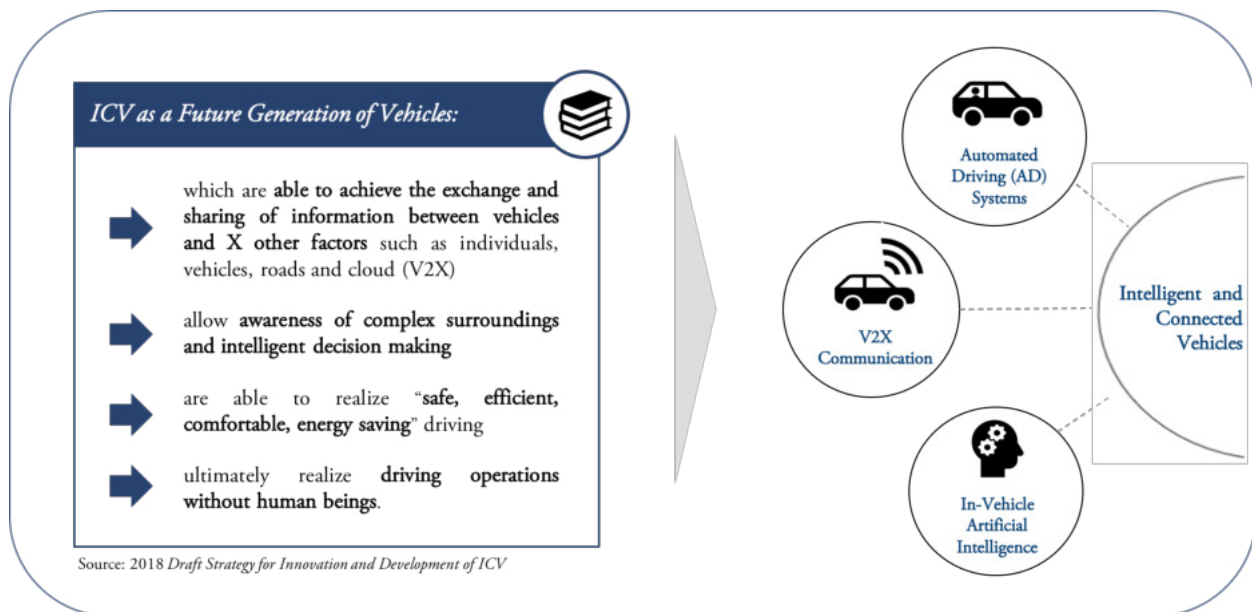 ICV as a Future Generation of Vehicles:
which are able to achieve the exchange and
sharing of information between vehicles
and X other factors such as individuals,
vehicles, roads and cloud (V2X)
allow awareness of complex surroundings
and intelligent decision making
are able to realize “safe, efficient,
comfortable, energy saving” driving
ultimately realize driving operations
without human beings.
Source: 2018 Draft Strategy for Innovation and Development of ICV
Automated
Driving (AD)
Systems
V2X
Communication
In-Vehicle
Artificial
Intelligence
Intelligent and
Connected
Vehicles